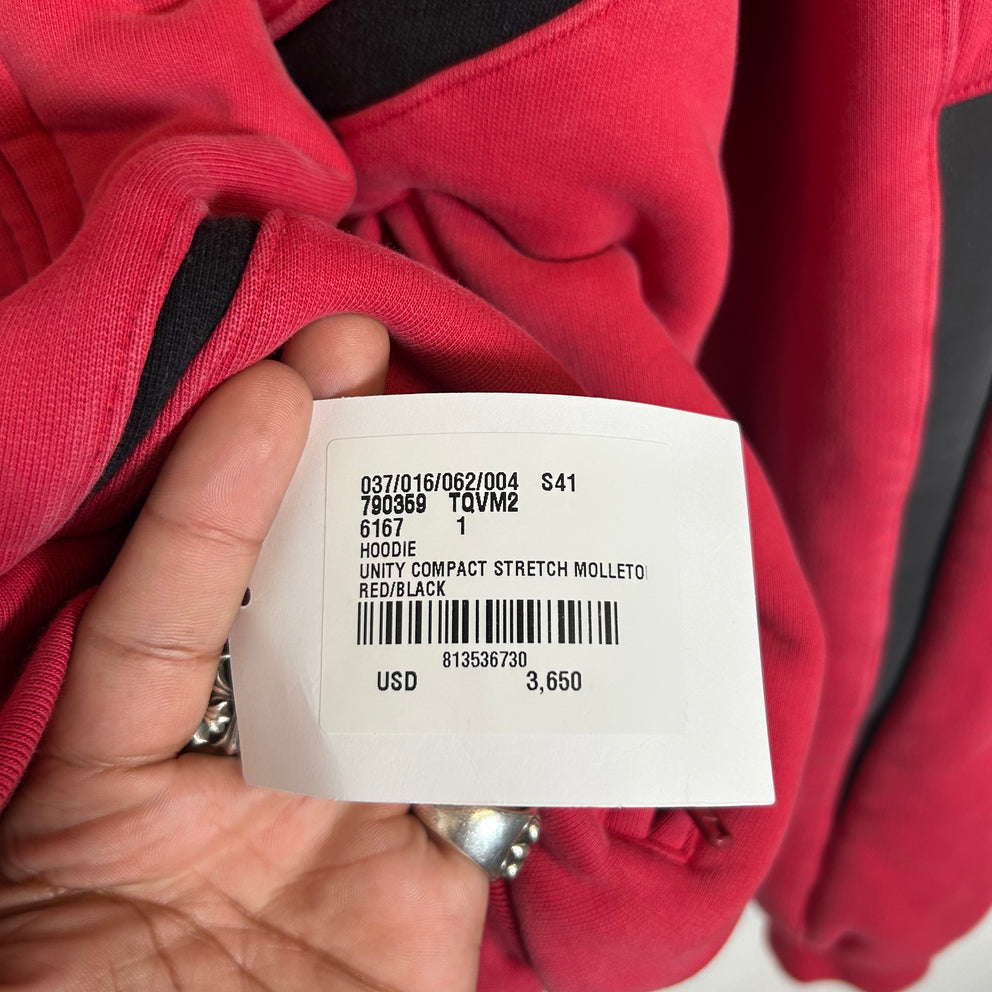 037/016/062/004 S41
790359 TQVM2
6167 1
HOODIE
UNITY COMPACT STRETCH MOLLETO
RED/BLACK
813536730
USD 3,650